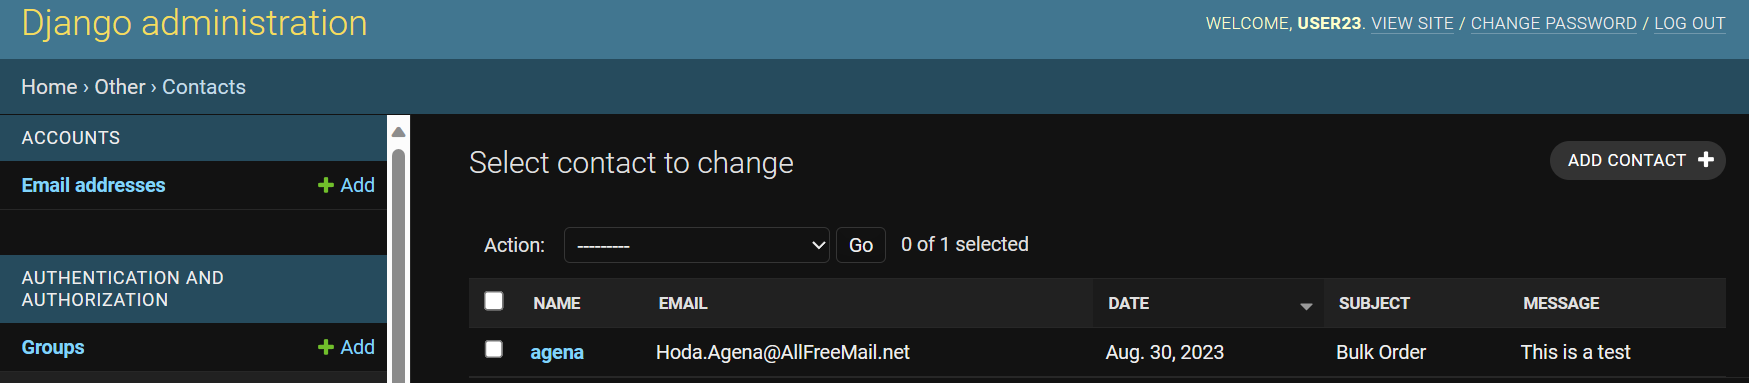 Django administration
WELCOME, USER23. VIEW SITE / CHANGE PASSWORD / LOG OUT
Home › Other › Contacts
ACCOUNTS
Email addresses
Add
AUTHENTICATION AND
AUTHORIZATION
Groups
Add
Select contact to change
ADD CONTACT
Action: --------- Go 0 of 1 selected
NAME EMAIL DATE SUBJECT MESSAGE
agena Hoda.Agena@AllFreeMail.net Aug. 30, 2023 Bulk Order This is a test